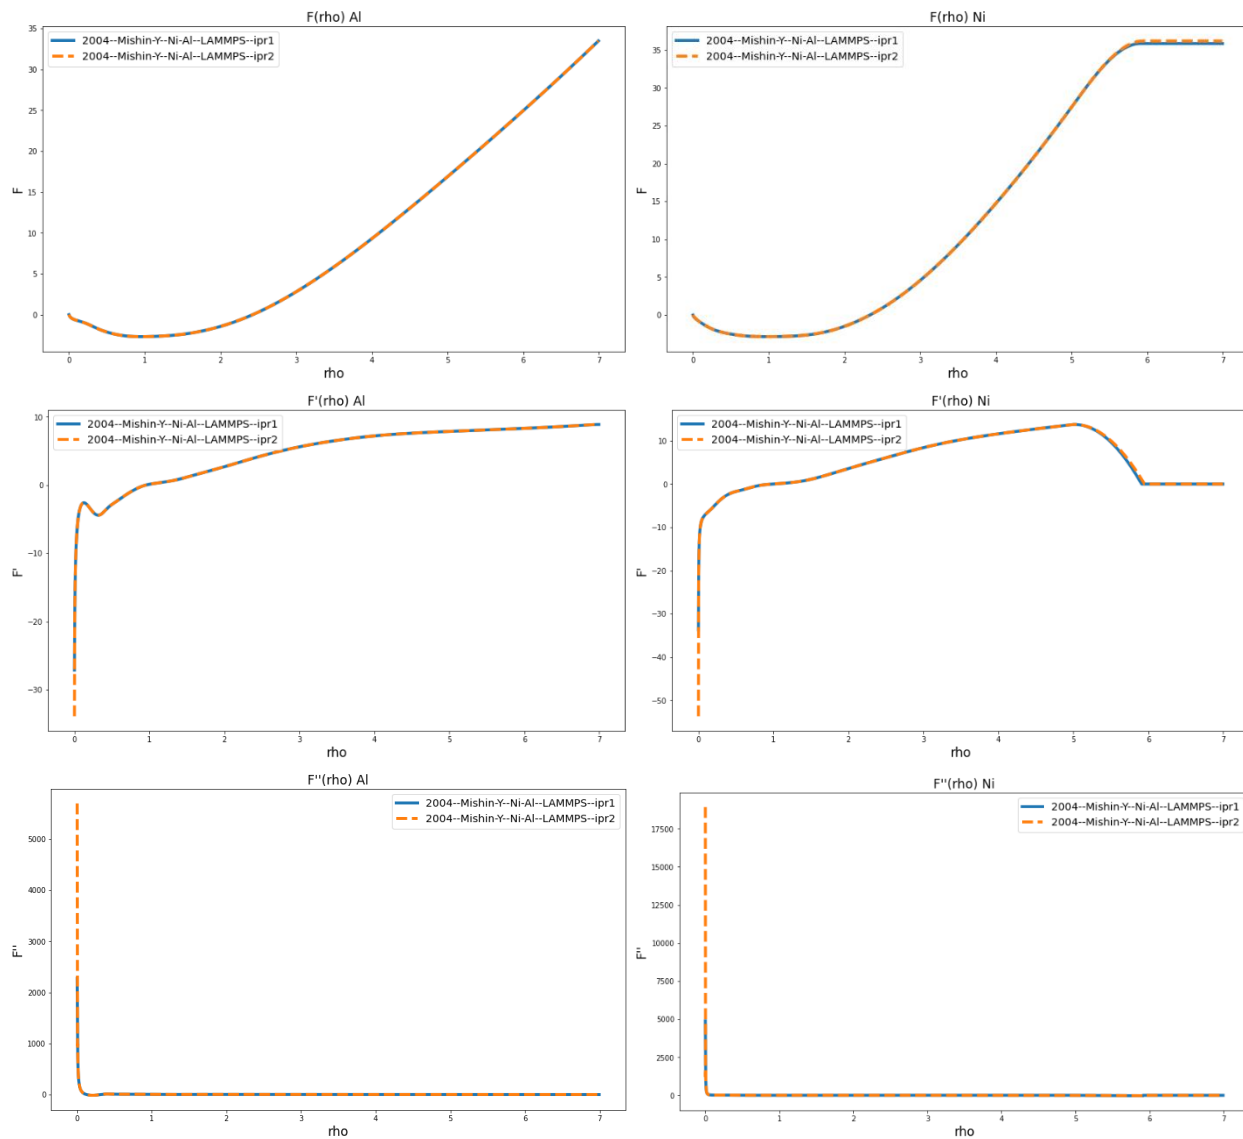 F(rho) Al
2004--Mishin-Y--Ni-Al--LAMMPS--ipr1
2004--Mishin-Y--Ni-Al--LAMMPS--ipr2
35
30
25
20
15
10
5
0
F
0 1 2 3 4 5 6 7
rho
F(rho) Ni
2004--Mishin-Y--Ni-Al--LAMMPS--ipr1
2004--Mishin-Y--Ni-Al--LAMMPS--ipr2
35
30
25
20
15
10
5
0
F
0 1 2 3 4 5 6 7
rho
F'(rho) Al
2004--Mishin-Y--Ni-Al--LAMMPS--ipr1
2004--Mishin-Y--Ni-Al--LAMMPS--ipr2
10
0
−10
−20
−30
F'
0 1 2 3 4 5 6 7
rho
F'(rho) Ni
2004--Mishin-Y--Ni-Al--LAMMPS--ipr1
2004--Mishin-Y--Ni-Al--LAMMPS--ipr2
10
0
−10
−20
−30
−40
−50
F'
0 1 2 3 4 5 6 7
rho
F''(rho) Al
2004--Mishin-Y--Ni-Al--LAMMPS--ipr1
2004--Mishin-Y--Ni-Al--LAMMPS--ipr2
5000
4000
3000
2000
1000
0
F''
0 1 2 3 4 5 6 7
rho
F''(rho) Ni
2004--Mishin-Y--Ni-Al--LAMMPS--ipr1
2004--Mishin-Y--Ni-Al--LAMMPS--ipr2
17500
15000
12500
10000
7500
5000
2500
0
F''
0 1 2 3 4 5 6 7
rho